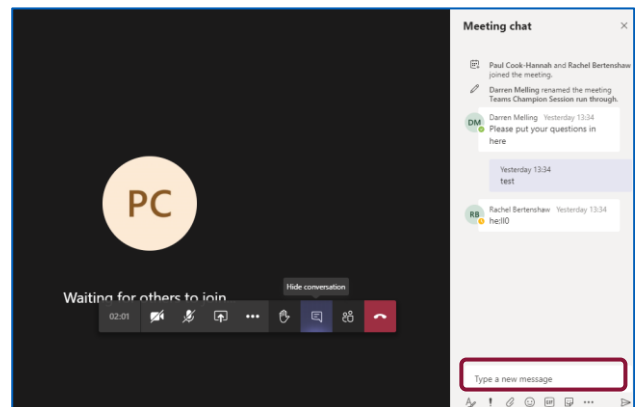 Meeting chat
Paul Cook-Hannah and Rachel Bertenshaw
joined the meeting.
Darren Melling renamed the meeting
Teams Champion Session run through.
DM
Darren Melling Yesterday 13:34
Please put your questions in
here
Yesterday 13:34
test
RB
Rachel Bertenshaw Yesterday 13:34
he:ll0
PC
Waiting for others to join
Hide conversation
02:01
Type a new message
GIF